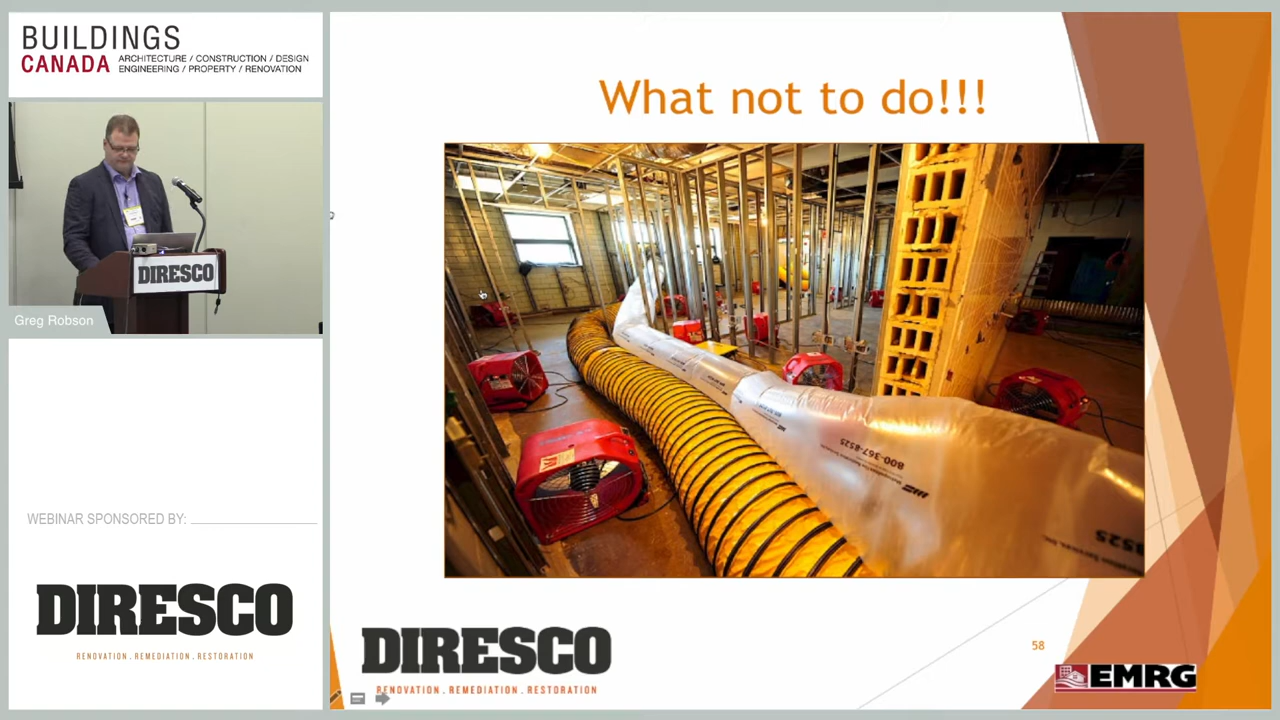 BUILDINGS
CANADA ARCHITECTURE / CONSTRUCTION / DESIGN
ENGINEERING / PROPERTY / RENOVATION
DIRESCO
Greg Robson
WEBINAR SPONSORED BY:
DIRESCO
RENOVATION . REMEDIATION . RESTORATION
What not to do!!!
800-367-8525
8525
DIRESCO
RENOVATION . REMEDIATION . RESTORATION
58
EMRG